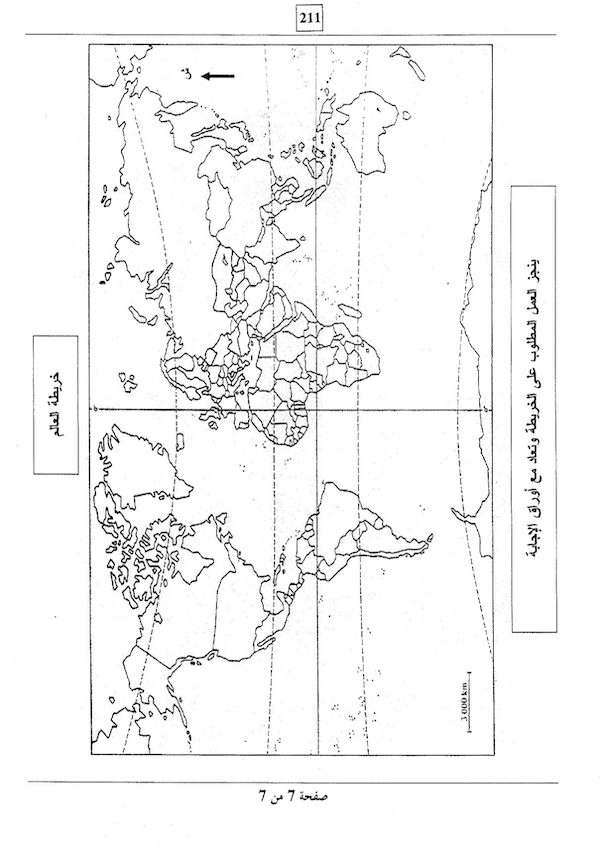 211
خريطة العالم
ينجز العمل المطلوب على الخريطة وتعاد مع أوراق الإجابة
3 000 km
صفحة 7 من 7